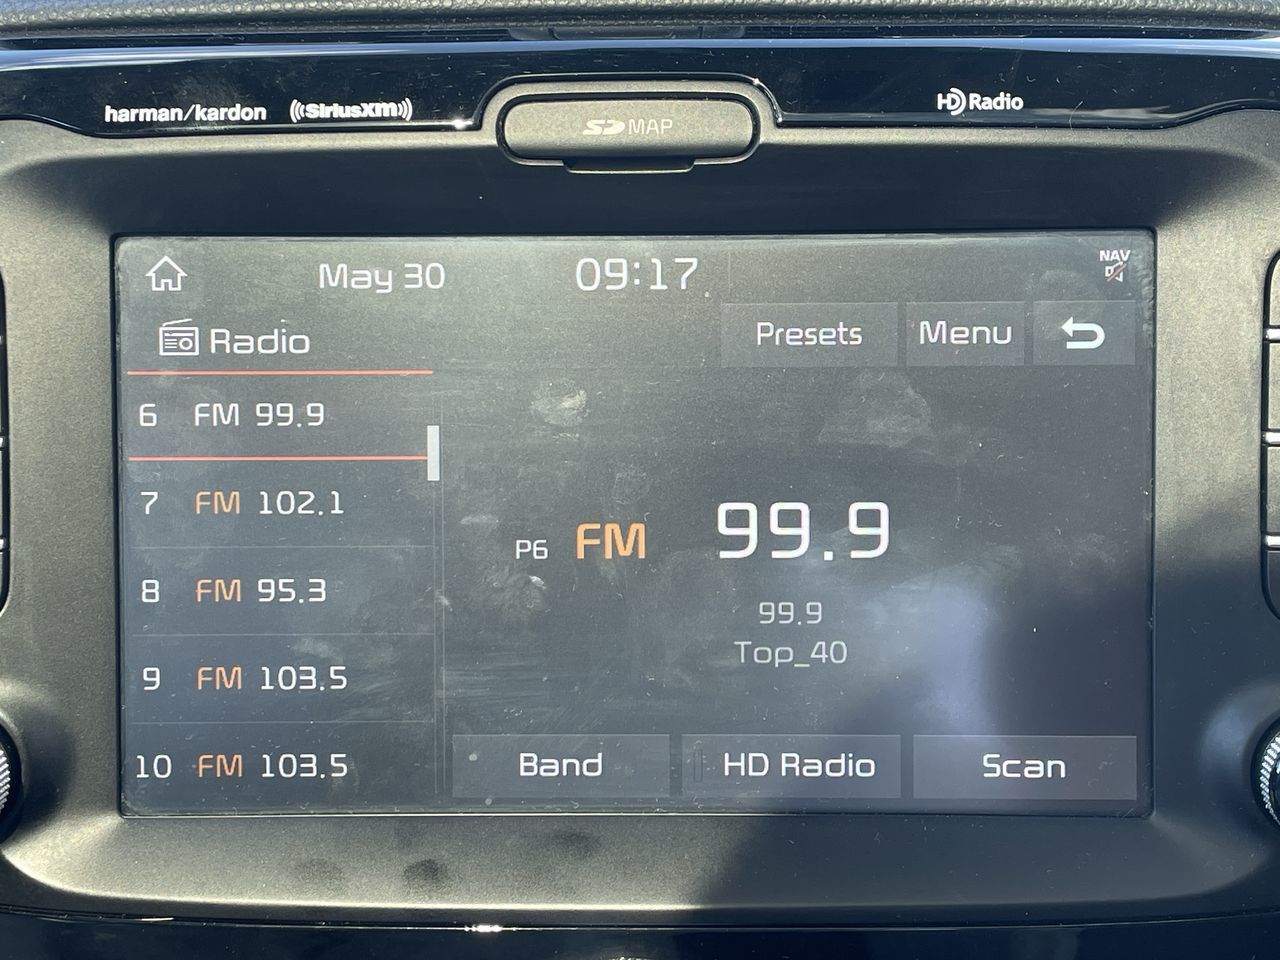 harman/kardon ((SiriusXM)) SD MAP HD Radio
May 30 09:17 NAV
Radio Presets Menu
6 FM 99.9
7 FM 102.1
8 FM 95.3
9 FM 103.5
10 FM 103.5
P6 FM 99.9
99.9
Top_40
Band HD Radio Scan